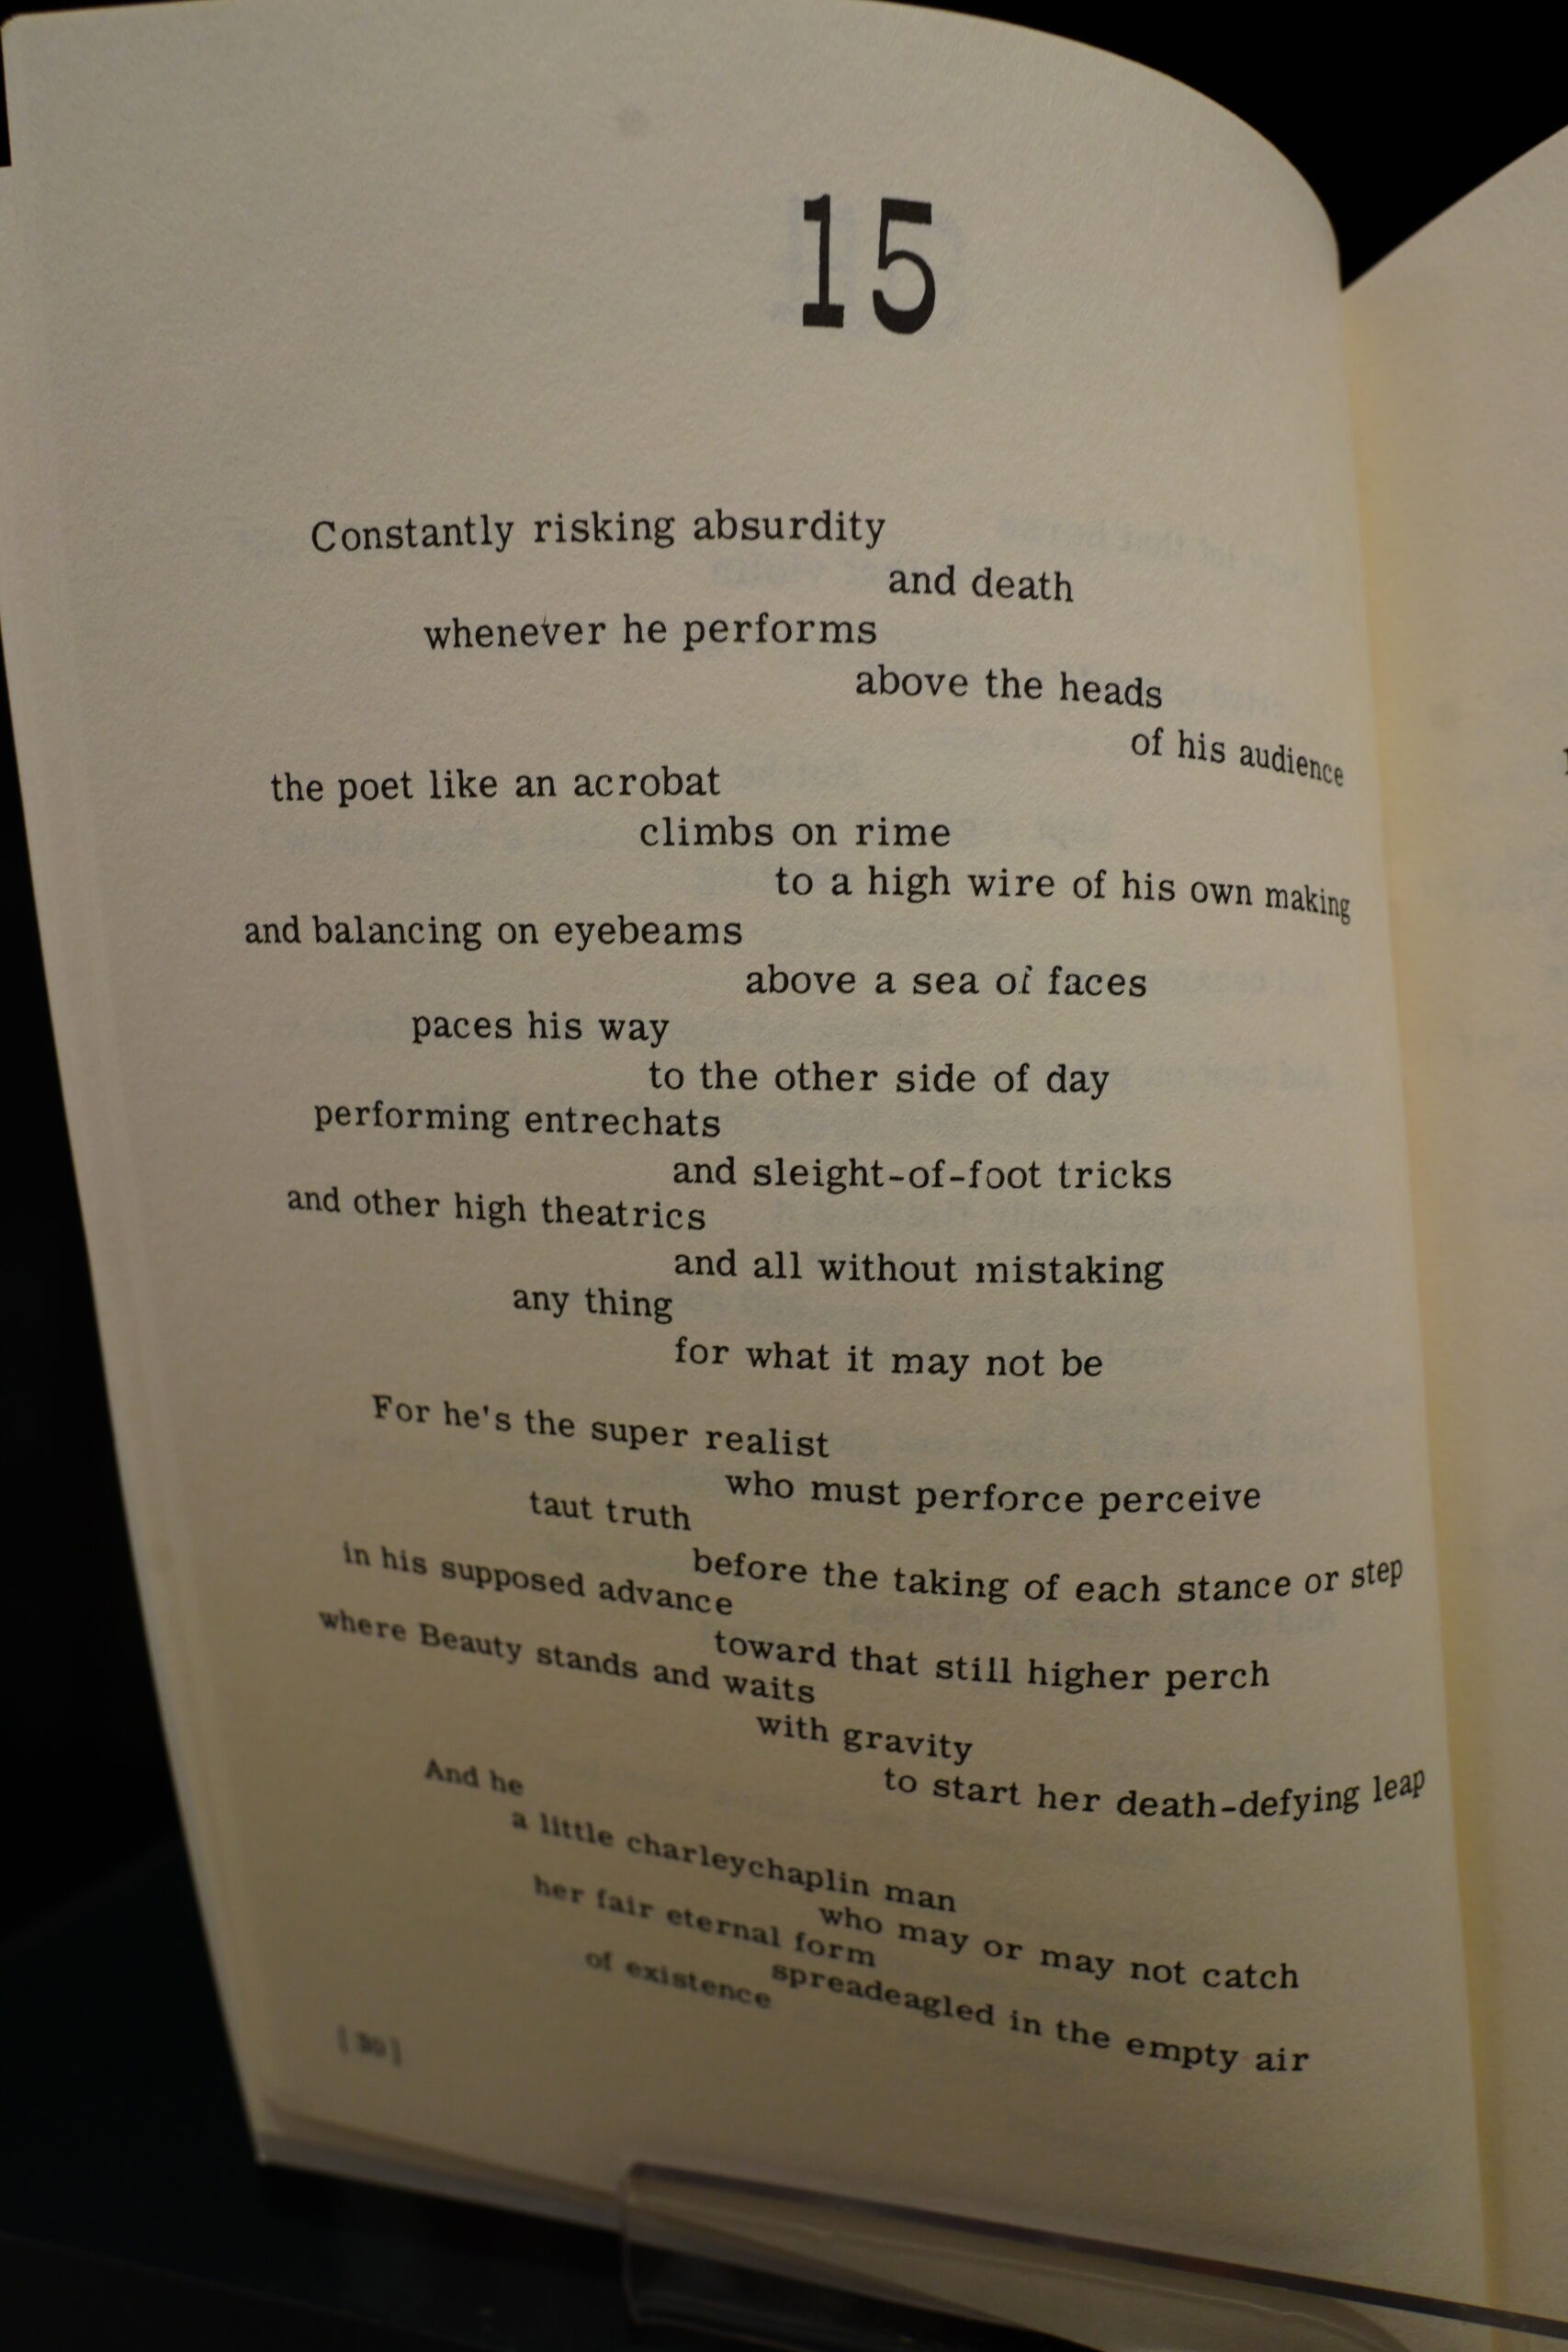 15
Constantly risking absurdity
and death
whenever he performs
above the heads
of his audience
the poet like an acrobat
climbs on rime
to a high wire of his own making
and balancing on eyebeams
above a sea of faces
paces his way
to the other side of day
performing entrechats
and sleight-of-foot tricks
and other high theatrics
and all without mistaking
any thing
for what it may not be
For he's the super realist
who must perforce perceive
taut truth
before the taking of each stance or step
in his supposed advance
toward that still higher perch
where Beauty stands and waits
with gravity
to start her death-defying leap
And he
a little charleychaplin man
who may or may not catch
her fair eternal form
spreadeagled in the empty air
of existence